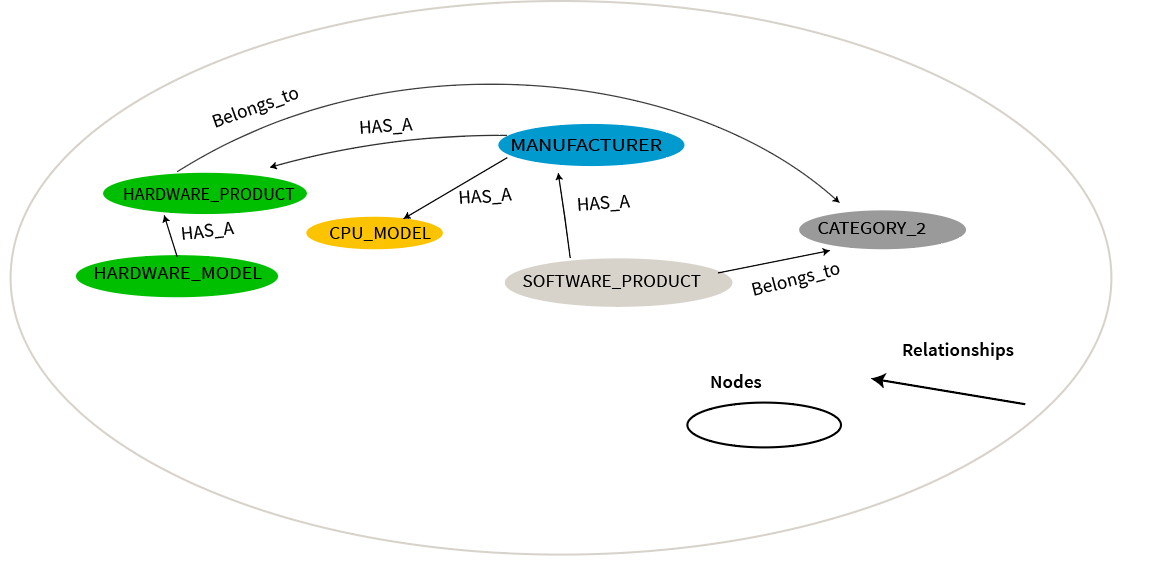 Belongs_to
HAS_A
MANUFACTURER
HARDWARE_PRODUCT
HAS_A
HAS_A
CPU_MODEL
HAS_A
CATEGORY_2
HARDWARE_MODEL
SOFTWARE_PRODUCT
Belongs_to
Relationships
Nodes